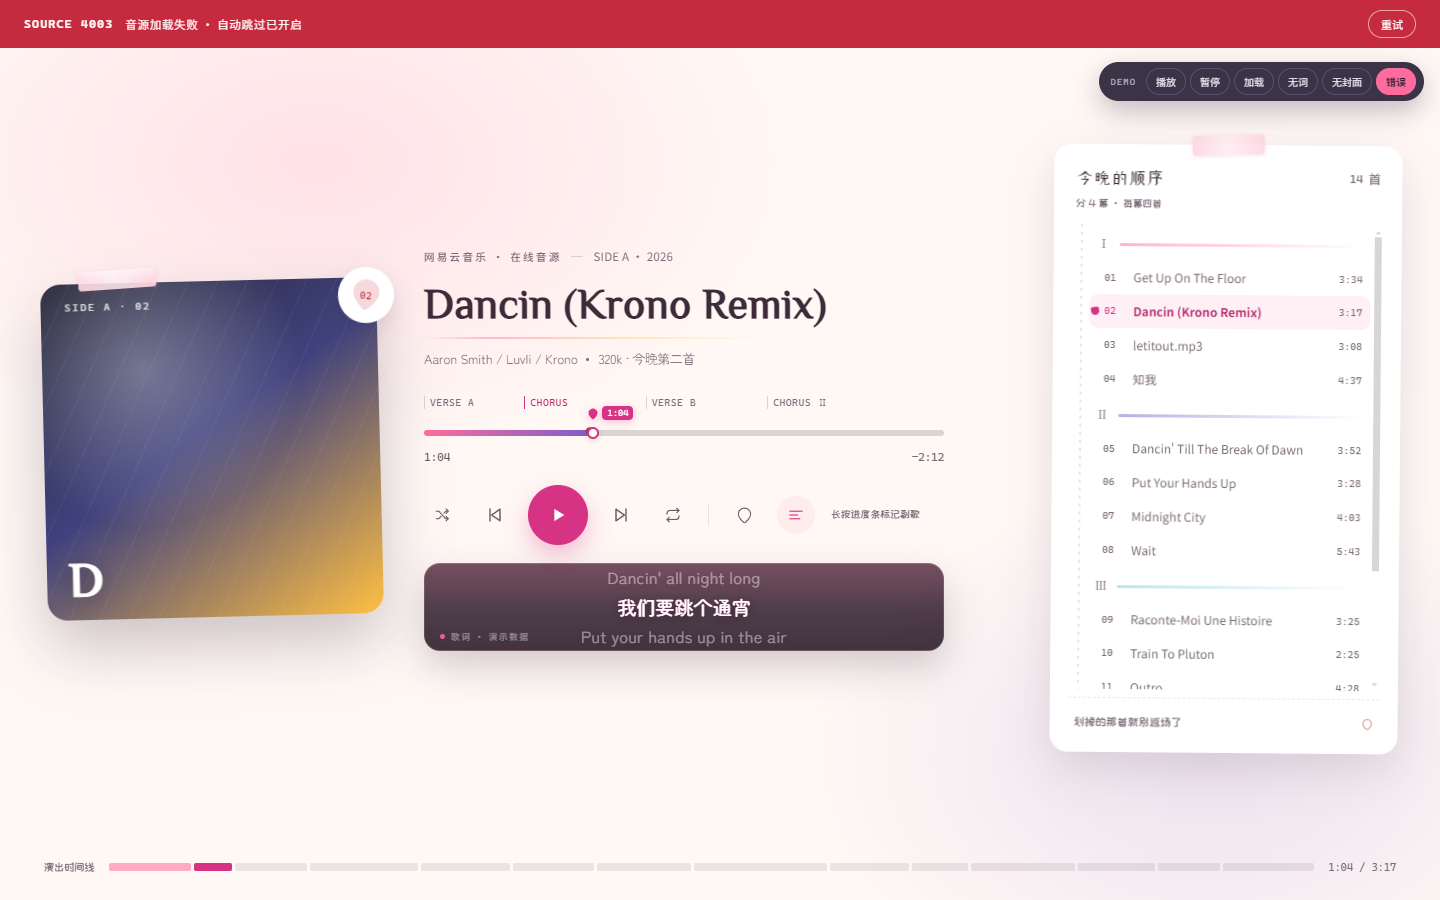 SOURCE 4003 音源加载失败 • 自动跳过已开启
重试
DEMO 播放 暂停 加载 无词 无封面 错误
SIDE A · 02
02
D
网易云音乐 • 在线音源 — SIDE A • 2026
Dancin (Krono Remix)
Aaron Smith / Luvli / Krono • 320k · 今晚第二首
VERSE A CHORUS VERSE B CHORUS II
1:04
1:04 −2:12
长按进度条标记副歌
Dancin' all night long
我们要跳个通宵
歌词 • 演示数据
Put your hands up in the air
今晚的顺序 14 首
分4幕 · 每幕四首
I
01 Get Up On The Floor 3:34
02 Dancin (Krono Remix) 3:17
03 letitout.mp3 3:08
04 知我 4:37
II
05 Dancin' Till The Break Of Dawn 3:52
06 Put Your Hands Up 3:28
07 Midnight City 4:03
08 Wait 5:43
III
09 Raconte-Moi Une Histoire 3:25
10 Train To Pluton 2:25
11 Outro 4:28
划掉的那首就别返场了
演出时间线 1:04 / 3:17